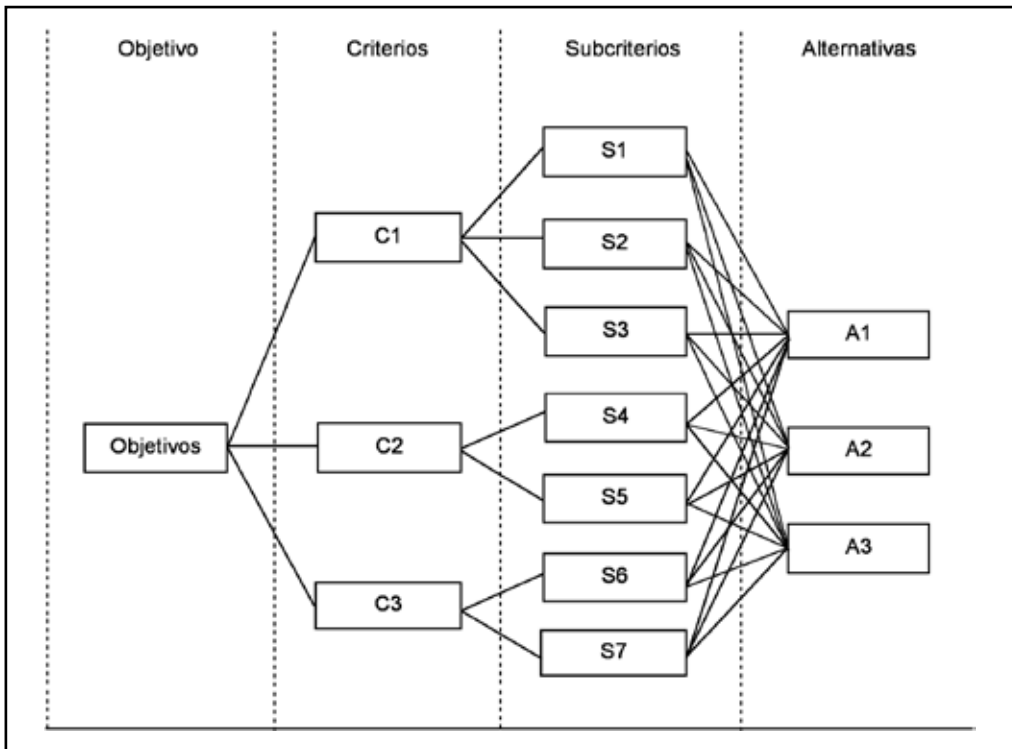 Objetivo
Criterios
Subcriterios
Alternativas
S1
S2
C1
S3
A1
S4
Objetivos
C2
A2
S5
A3
S6
C3
S7